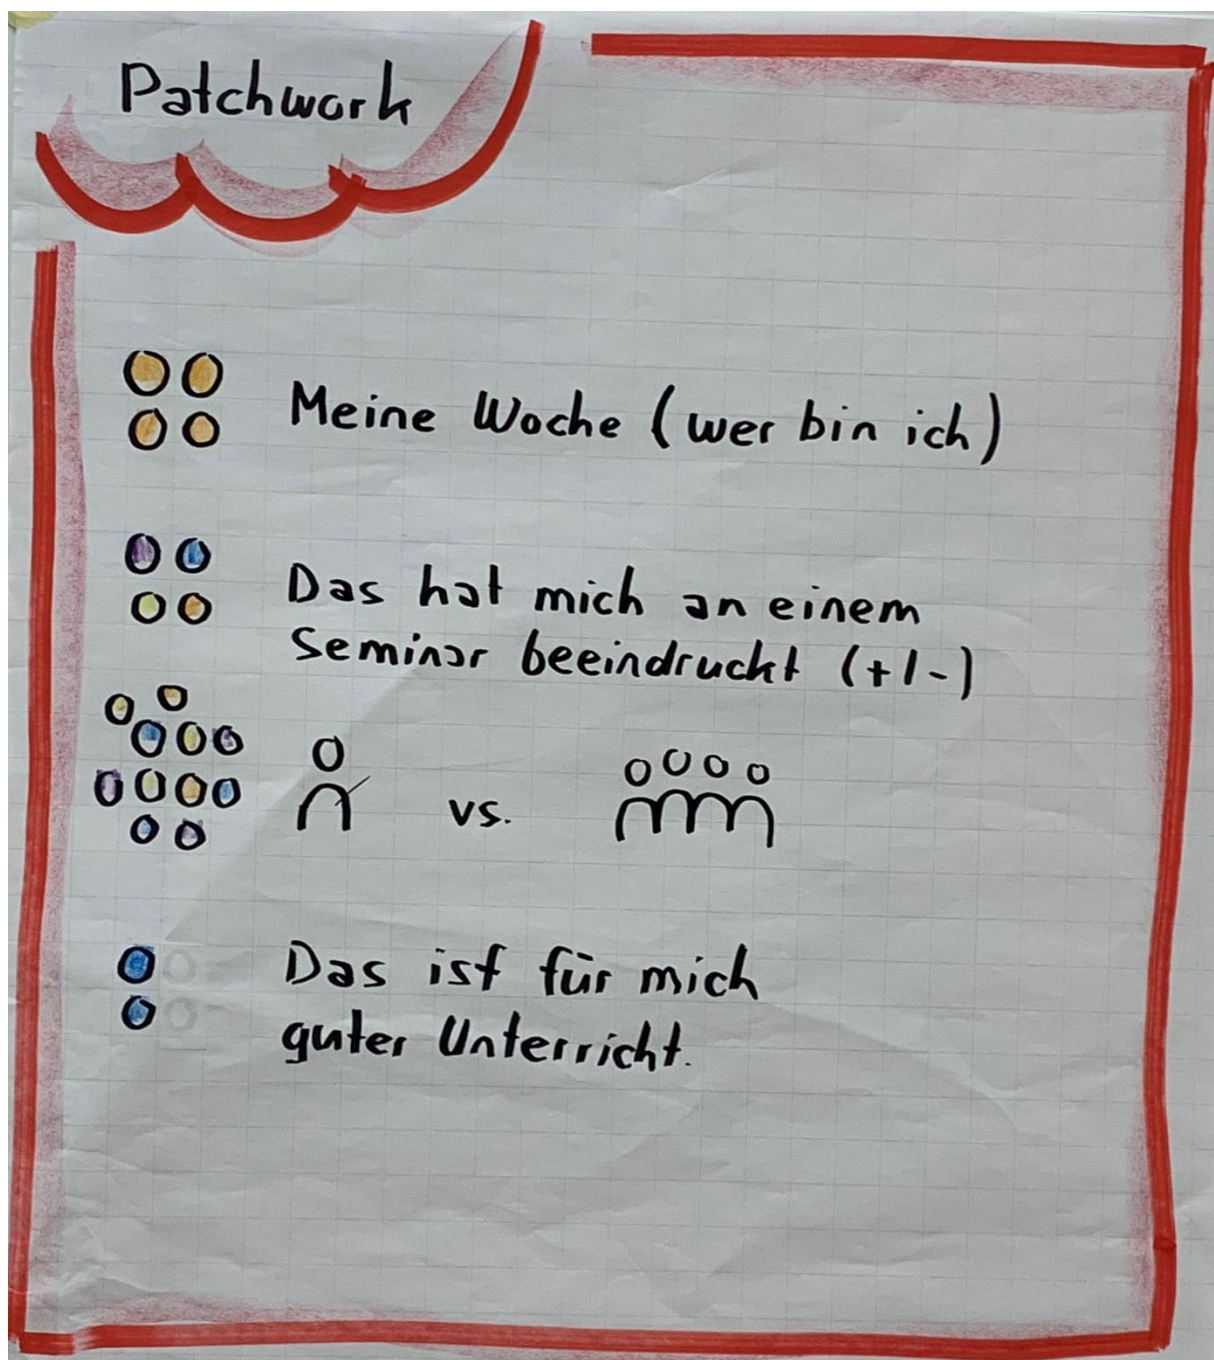 Patchwork
Meine Woche (wer bin ich)
Das hat mich an einem
Seminar beeindruckt (+/-)
vs.
Das ist für mich
guter Unterricht.